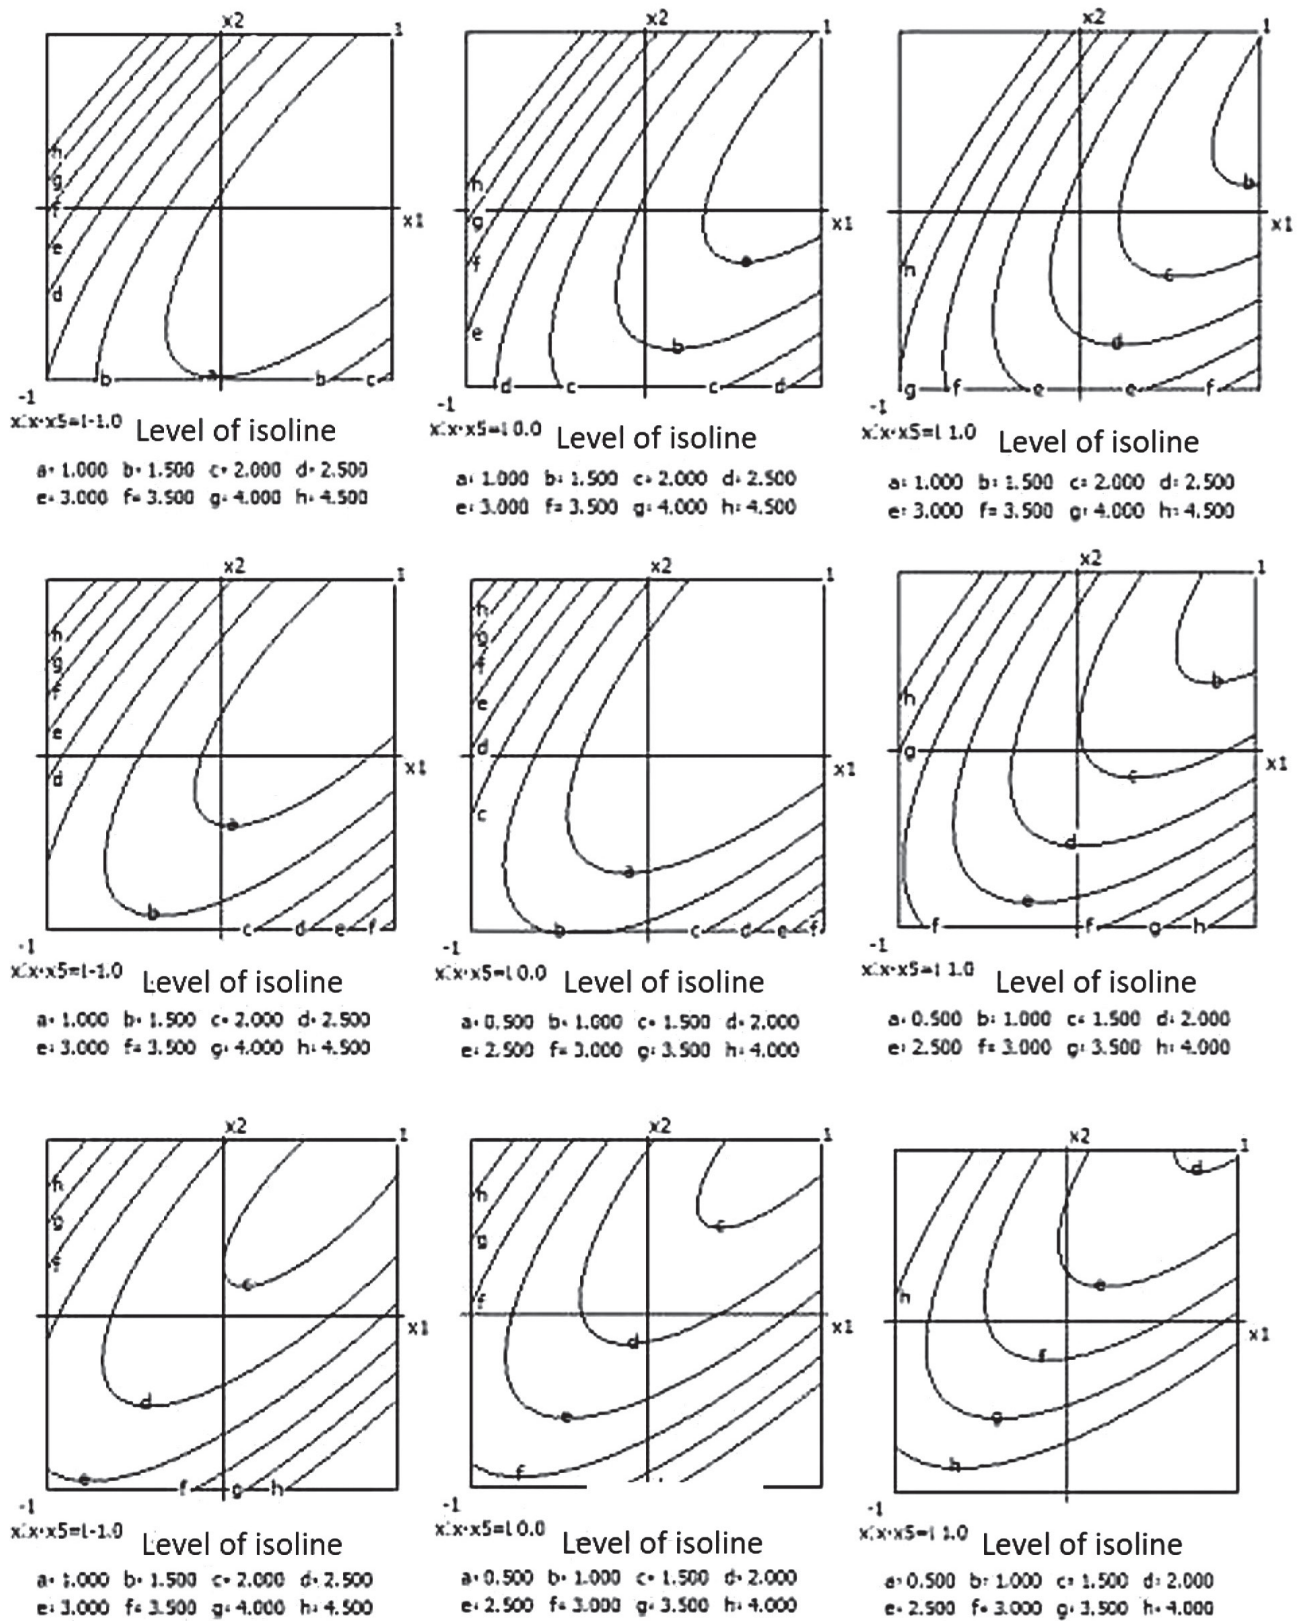 x2
1
h
g
f
e
d
x1
b a b c
-1
Level of isoline
a: 1.000 b: 1.500 c: 2.000 d: 2.500
e: 3.000 f: 3.500 g: 4.000 h: 4.500
x2
1
h
g
x1
f
e
b
d c c d
-1
Level of isoline
a: 1.000 b: 1.500 c: 2.000 d: 2.500
e: 3.000 f: 3.500 g: 4.000 h: 4.500
x2
1
b
x1
h
c
d
g f e e f
-1
Level of isoline
a: 1.000 b: 1.500 c: 2.000 d: 2.500
e: 3.000 f: 3.500 g: 4.000 h: 4.500
x2
1
h
g
f
e
x1
d
a
b
c d e f
-1
Level of isoline
a: 1.000 b: 1.500 c: 2.000 d: 2.500
e: 3.000 f: 3.500 g: 4.000 h: 4.500
x2
1
h
g
f
e
d
x1
c
a
b c d e f
-1
Level of isoline
a: 0.500 b: 1.000 c: 1.500 d: 2.000
e: 2.500 f: 3.000 g: 3.500 h: 4.000
x2
1
b
h
g
x1
c
d
e
f f g h
-1
Level of isoline
a: 0.500 b: 1.000 c: 1.500 d: 2.000
e: 2.500 f: 3.000 g: 3.500 h: 4.000
x2
1
h
g
f
c
x1
d
e
f g h
-1
Level of isoline
a: 1.000 b: 1.500 c: 2.000 d: 2.500
e: 3.000 f: 3.500 g: 4.000 h: 4.500
x2
1
h
c
g
f
x1
d
e
f
-1
Level of isoline
a: 0.500 b: 1.000 c: 1.500 d: 2.000
e: 2.500 f: 3.000 g: 3.500 h: 4.000
x2
1
d
e
h
x1
f
g
h
-1
Level of isoline
a: 0.500 b: 1.000 c: 1.500 d: 2.000
e: 2.500 f: 3.000 g: 3.500 h: 4.000